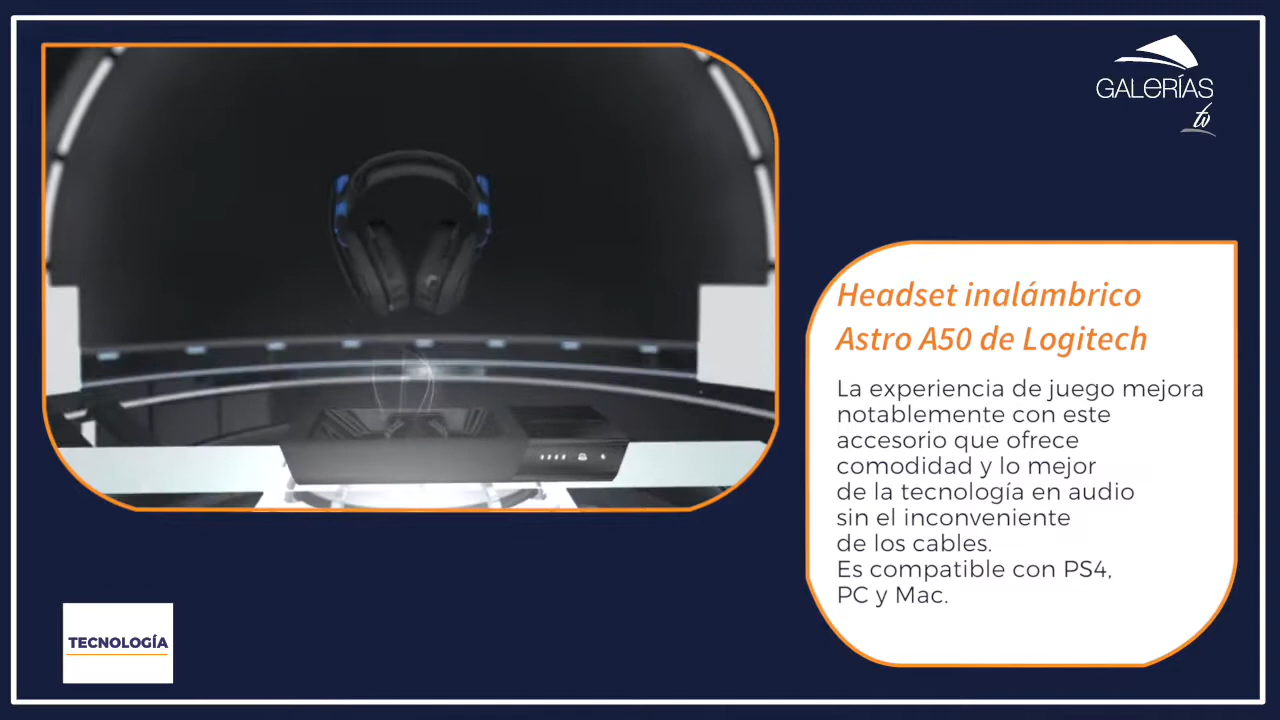 GALERÍAS
tv
Headset inalámbrico
Astro A50 de Logitech
La experiencia de juego mejora
notablemente con este
accesorio que ofrece
comodidad y lo mejor
de la tecnología en audio
sin el inconveniente
de los cables.
Es compatible con PS4,
PC y Mac.
TECNOLOGÍA